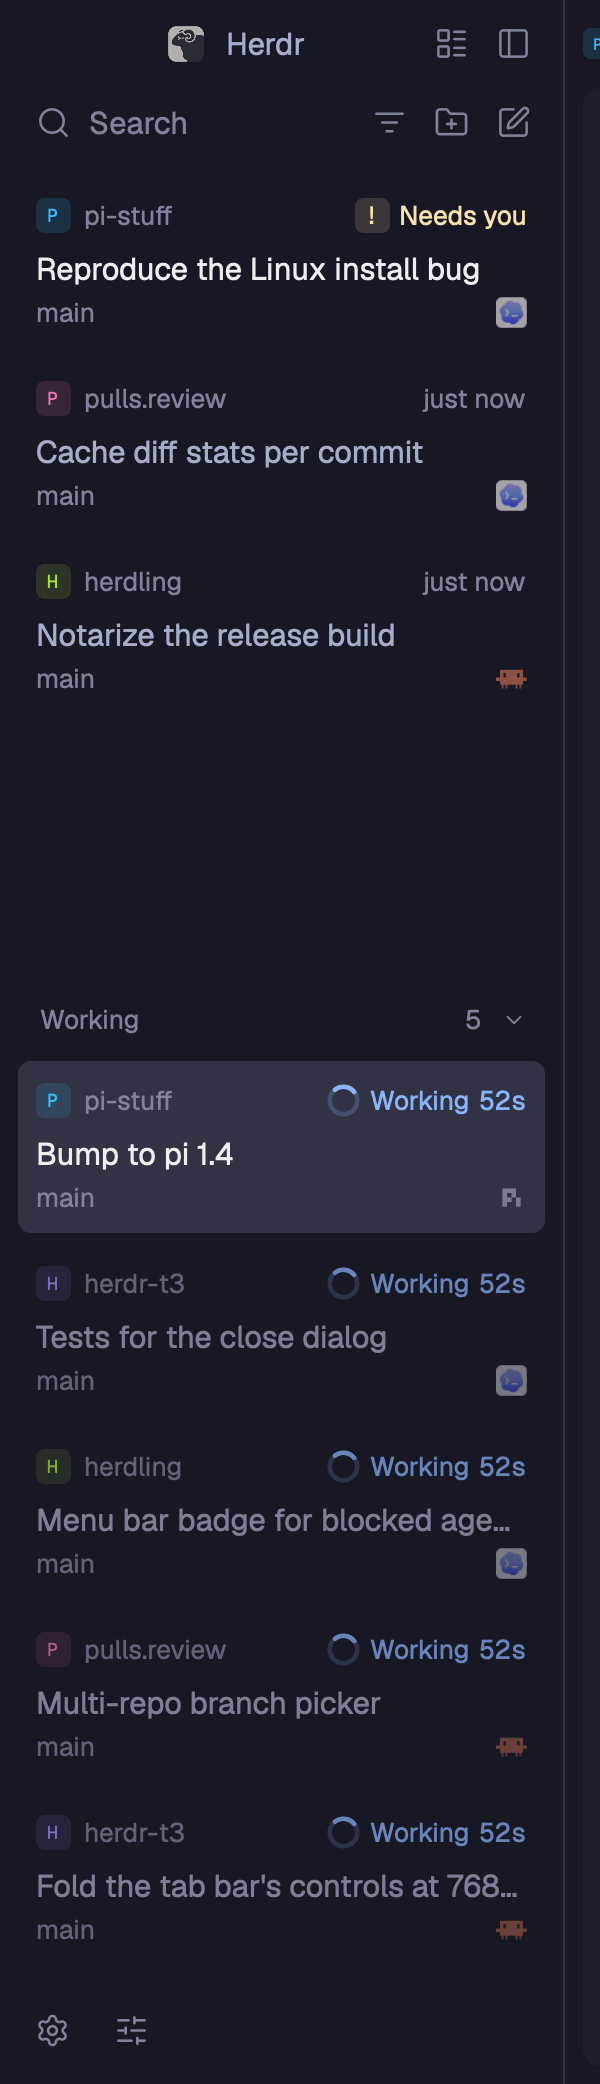 Herdr
Search
P pi-stuff ! Needs you
Reproduce the Linux install bug
main
P pulls.review just now
Cache diff stats per commit
main
H herdling just now
Notarize the release build
main
Working 5
P pi-stuff Working 52s
Bump to pi 1.4
main
H herdr-t3 Working 52s
Tests for the close dialog
main
H herdling Working 52s
Menu bar badge for blocked age...
main
P pulls.review Working 52s
Multi-repo branch picker
main
H herdr-t3 Working 52s
Fold the tab bar's controls at 768...
main